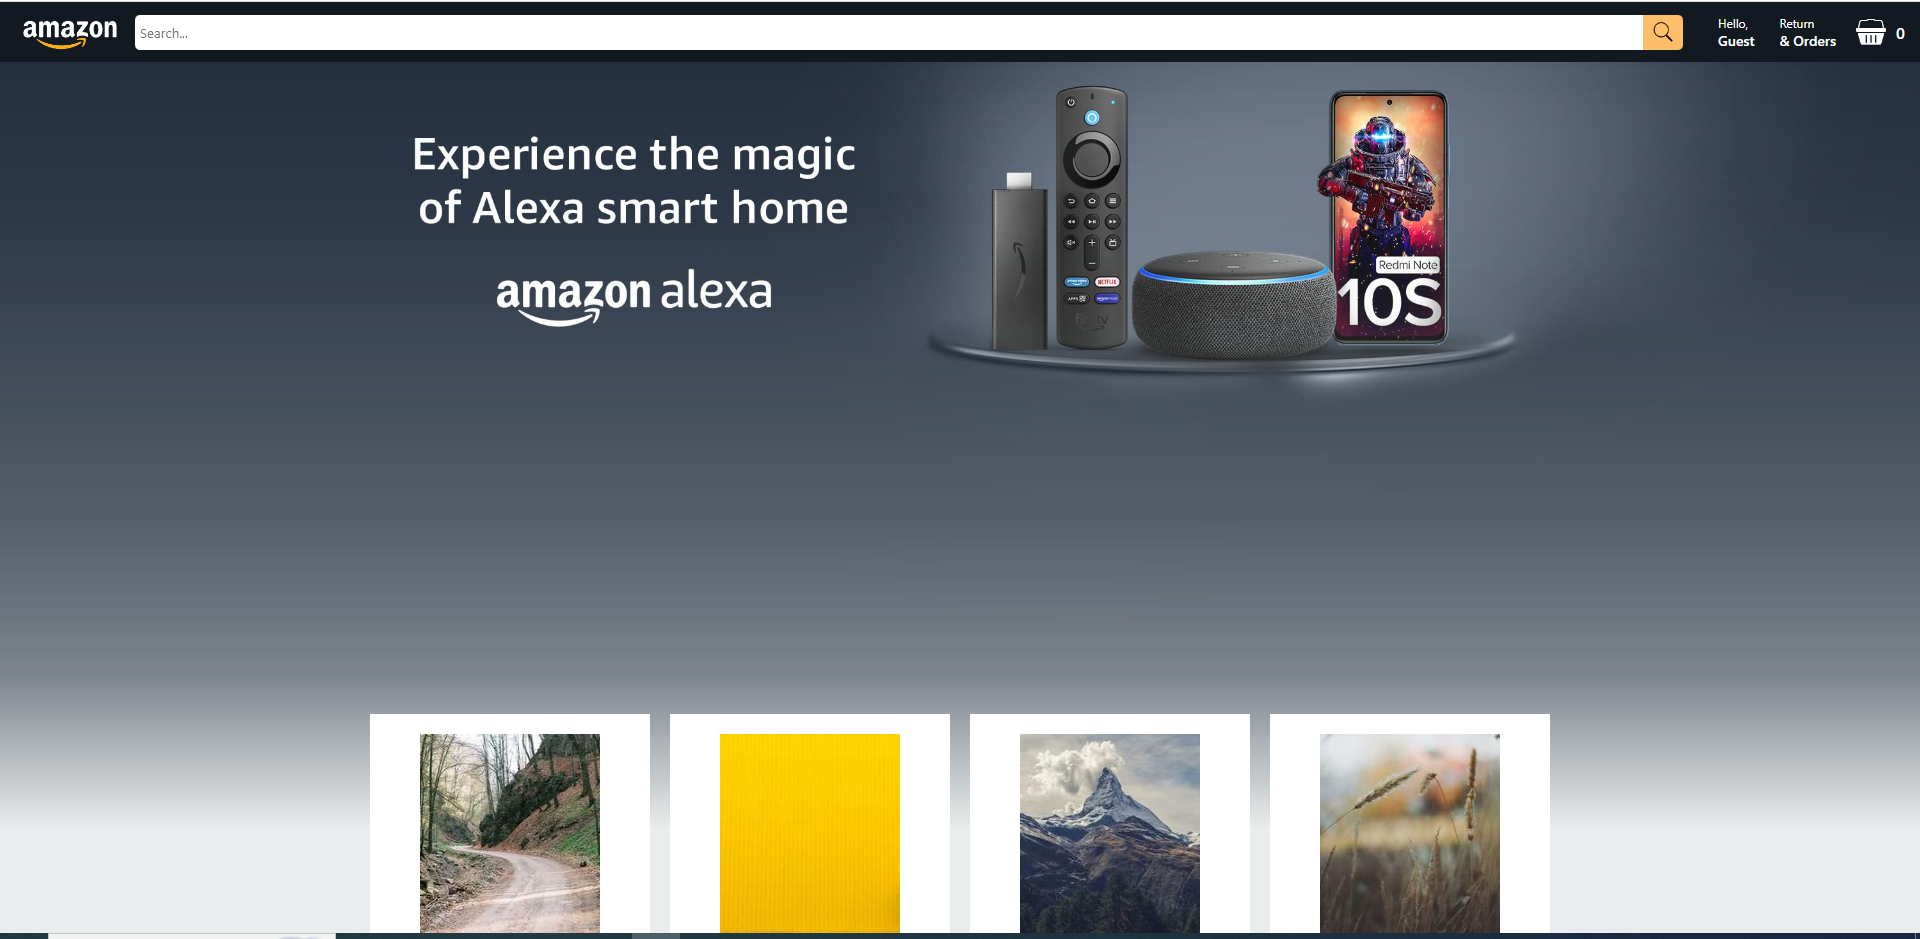 amazon
Search...
Hello,
Guest
Return
& Orders
0
Experience the magic
of Alexa smart home
amazon alexa
NETFLIX
APPS
fire tv
Redmi Note
10S